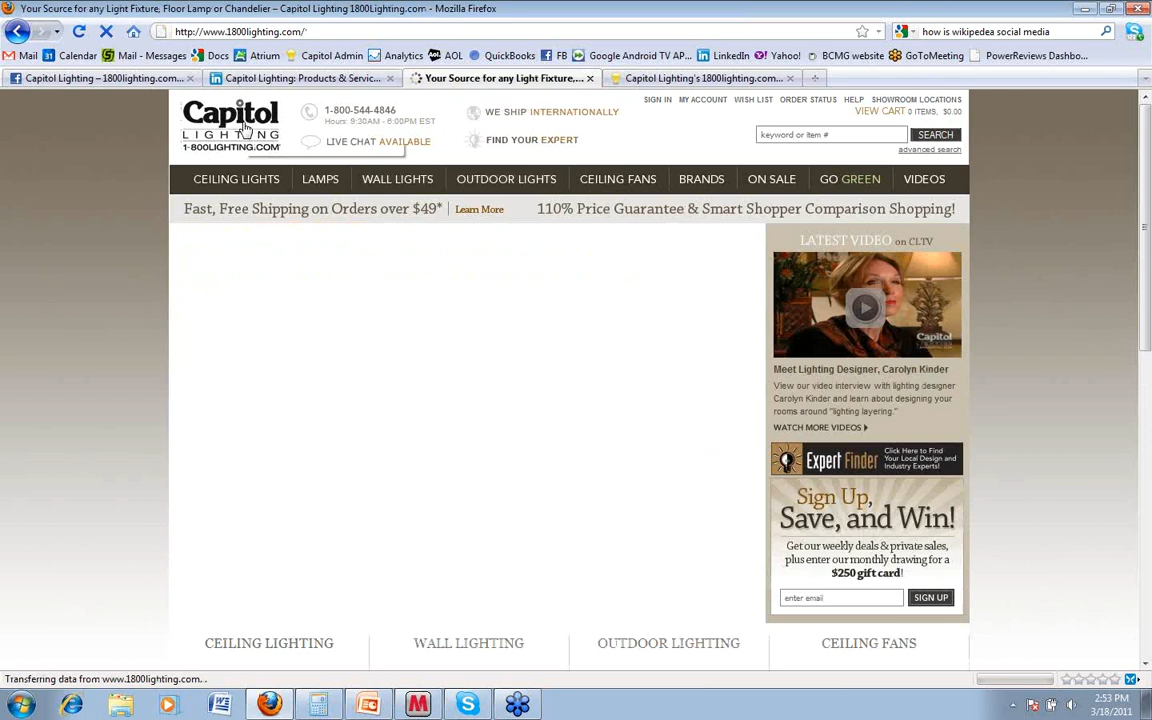 Your Source for any Light Fixture, Floor Lamp or Chandelier – Capitol Lighting 1800Lighting.com - Mozilla Firefox
http://www.1800lighting.com/'
how is wikipedea social media
Mail Calendar Mail - Messages Docs Atrium Capitol Admin Analytics AOL QuickBooks FB Google Android TV AP... LinkedIn Yahoo! BCMG website GoToMeeting PowerReviews Dashbo...
Capitol Lighting – 1800lighting.com... Capitol Lighting: Products & Servic... Your Source for any Light Fixture,... Capitol Lighting's 1800lighting.com...
SIGN IN MY ACCOUNT WISH LIST ORDER STATUS HELP SHOWROOM LOCATIONS
Capitol
LIGHTING
1-800LIGHTING.COM
1-800-544-4846
Hours: 9:30AM - 6:00PM EST
WE SHIP INTERNATIONALLY
VIEW CART 0 ITEMS, $0.00
LIVE CHAT AVAILABLE
FIND YOUR EXPERT
keyword or item #
SEARCH
advanced search
CEILING LIGHTS LAMPS WALL LIGHTS OUTDOOR LIGHTS CEILING FANS BRANDS ON SALE GO GREEN VIDEOS
Fast, Free Shipping on Orders over $49* Learn More 110% Price Guarantee & Smart Shopper Comparison Shopping!
LATEST VIDEO on CLTV
Capitol
Meet Lighting Designer, Carolyn Kinder
View our video interview with lighting designer
Carolyn Kinder and learn about designing your
rooms around "lighting layering."
WATCH MORE VIDEOS
Expert Finder
Click Here to Find
Your Local Design and
Industry Experts!
Sign Up,
Save, and Win!
Get our weekly deals & private sales,
plus enter our monthly drawing for a
$250 gift card!
enter email
SIGN UP
CEILING LIGHTING WALL LIGHTING OUTDOOR LIGHTING CEILING FANS
Transferring data from www.1800lighting.com...
2:53 PM
3/18/2011